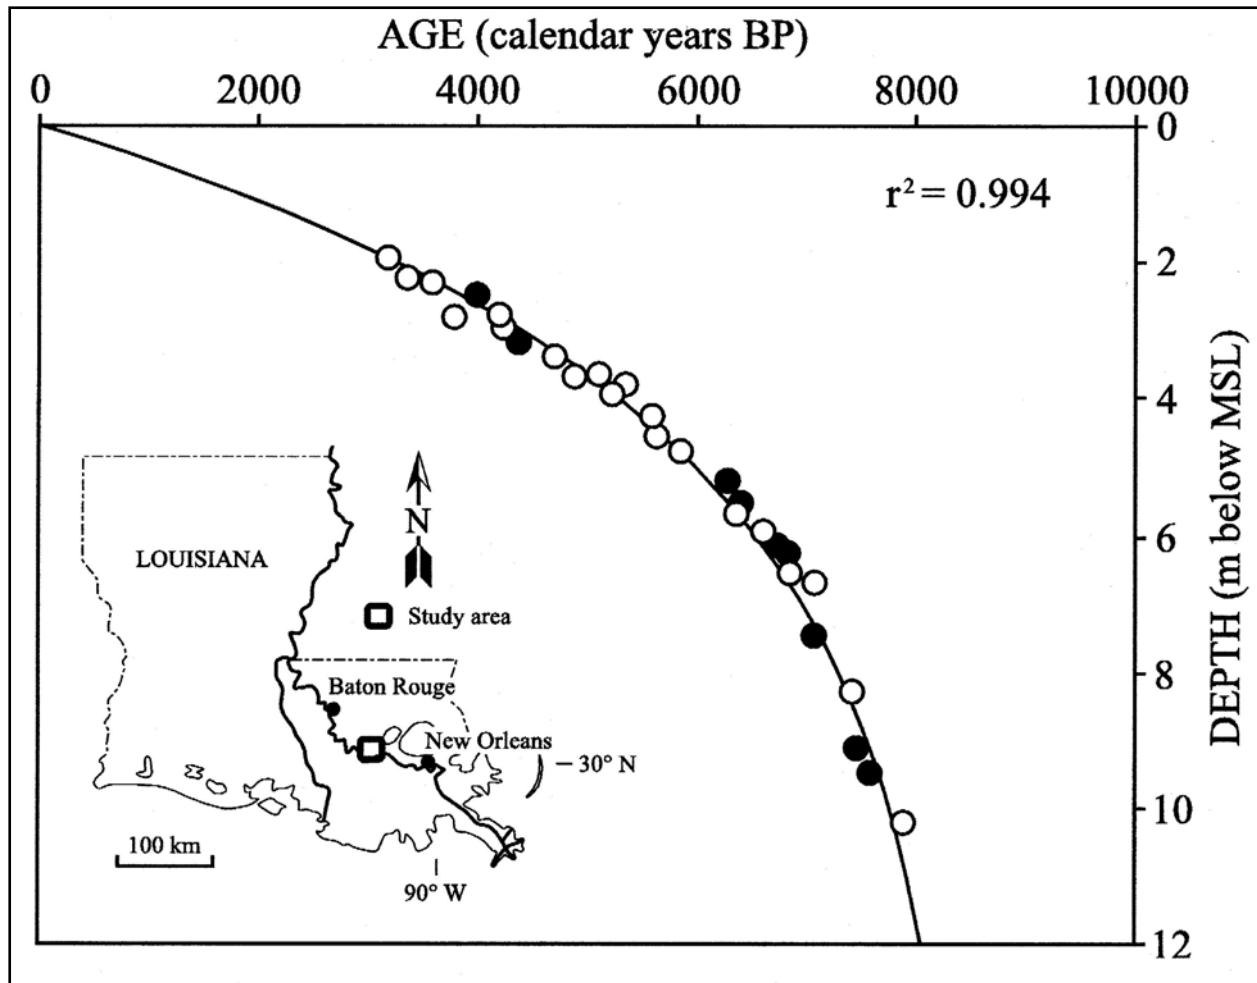 AGE (calendar years BP)
0 2000 4000 6000 8000 10000
0
r² = 0.994
2
4
6
8
10
12
DEPTH (m below MSL)
N
LOUISIANA
Study area
Baton Rouge
New Orleans
– 30° N
100 km
90° W